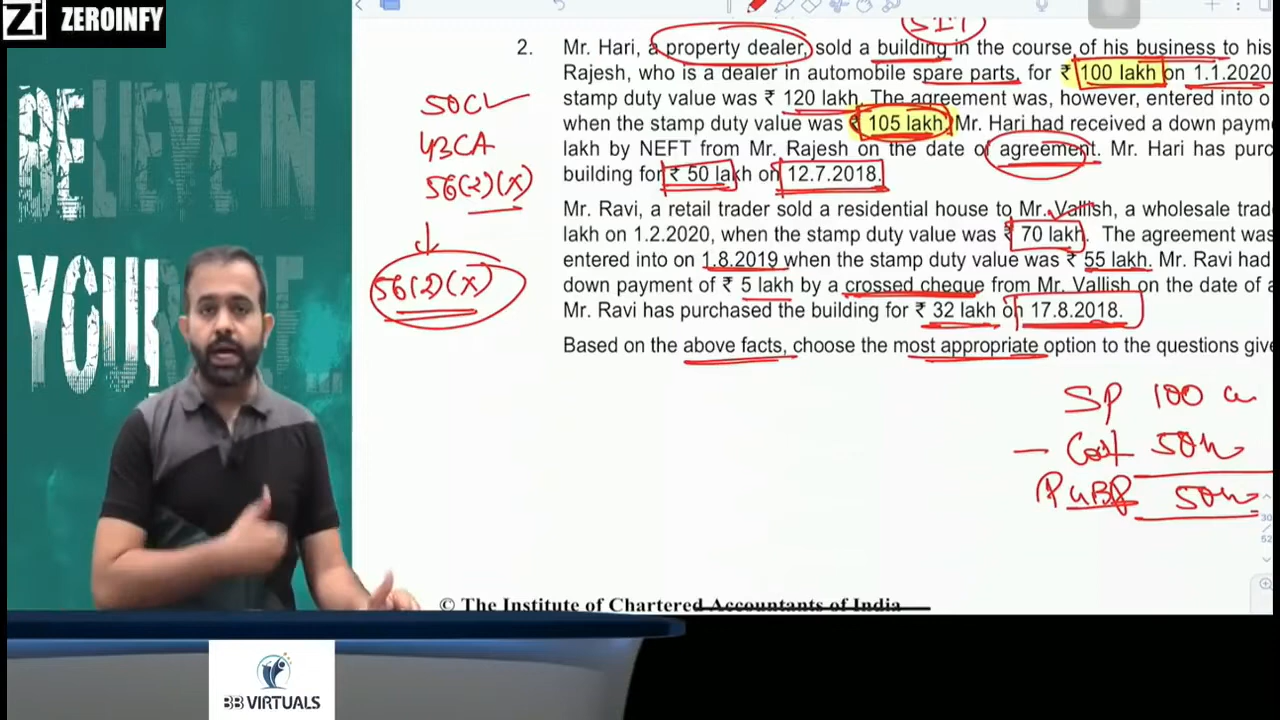 Zi ZEROINFY
BELIEVE IN
YOURSELF
SIT
2. Mr. Hari, a property dealer, sold a building in the course of his business to his
Rajesh, who is a dealer in automobile spare parts, for ₹ 100 lakh on 1.1.2020
stamp duty value was ₹ 120 lakh. The agreement was, however, entered into o
when the stamp duty value was ₹ 105 lakh. Mr. Hari had received a down paym
lakh by NEFT from Mr. Rajesh on the date of agreement. Mr. Hari has purc
building for ₹ 50 lakh on 12.7.2018.
50C
43CA
56(2)(x)
56(2)(x)
Mr. Ravi, a retail trader sold a residential house to Mr. Vallish, a wholesale trad
lakh on 1.2.2020, when the stamp duty value was ₹ 70 lakh. The agreement was
entered into on 1.8.2019 when the stamp duty value was ₹ 55 lakh. Mr. Ravi had
down payment of ₹ 5 lakh by a crossed cheque from Mr. Vallish on the date of a
Mr. Ravi has purchased the building for ₹ 32 lakh on 17.8.2018.
Based on the above facts, choose the most appropriate option to the questions give
SP 100
- Cost 50
PGBP 50
© The Institute of Chartered Accountants of India
BB VIRTUALS